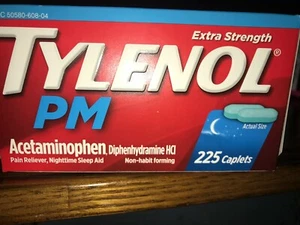 C 50580-608-04
Extra Strength
TYLENOL®
PM
Actual Size
Acetaminophen, Diphenhydramine HCl
Pain Reliever, Nighttime Sleep Aid
Non-habit forming
225 Caplets